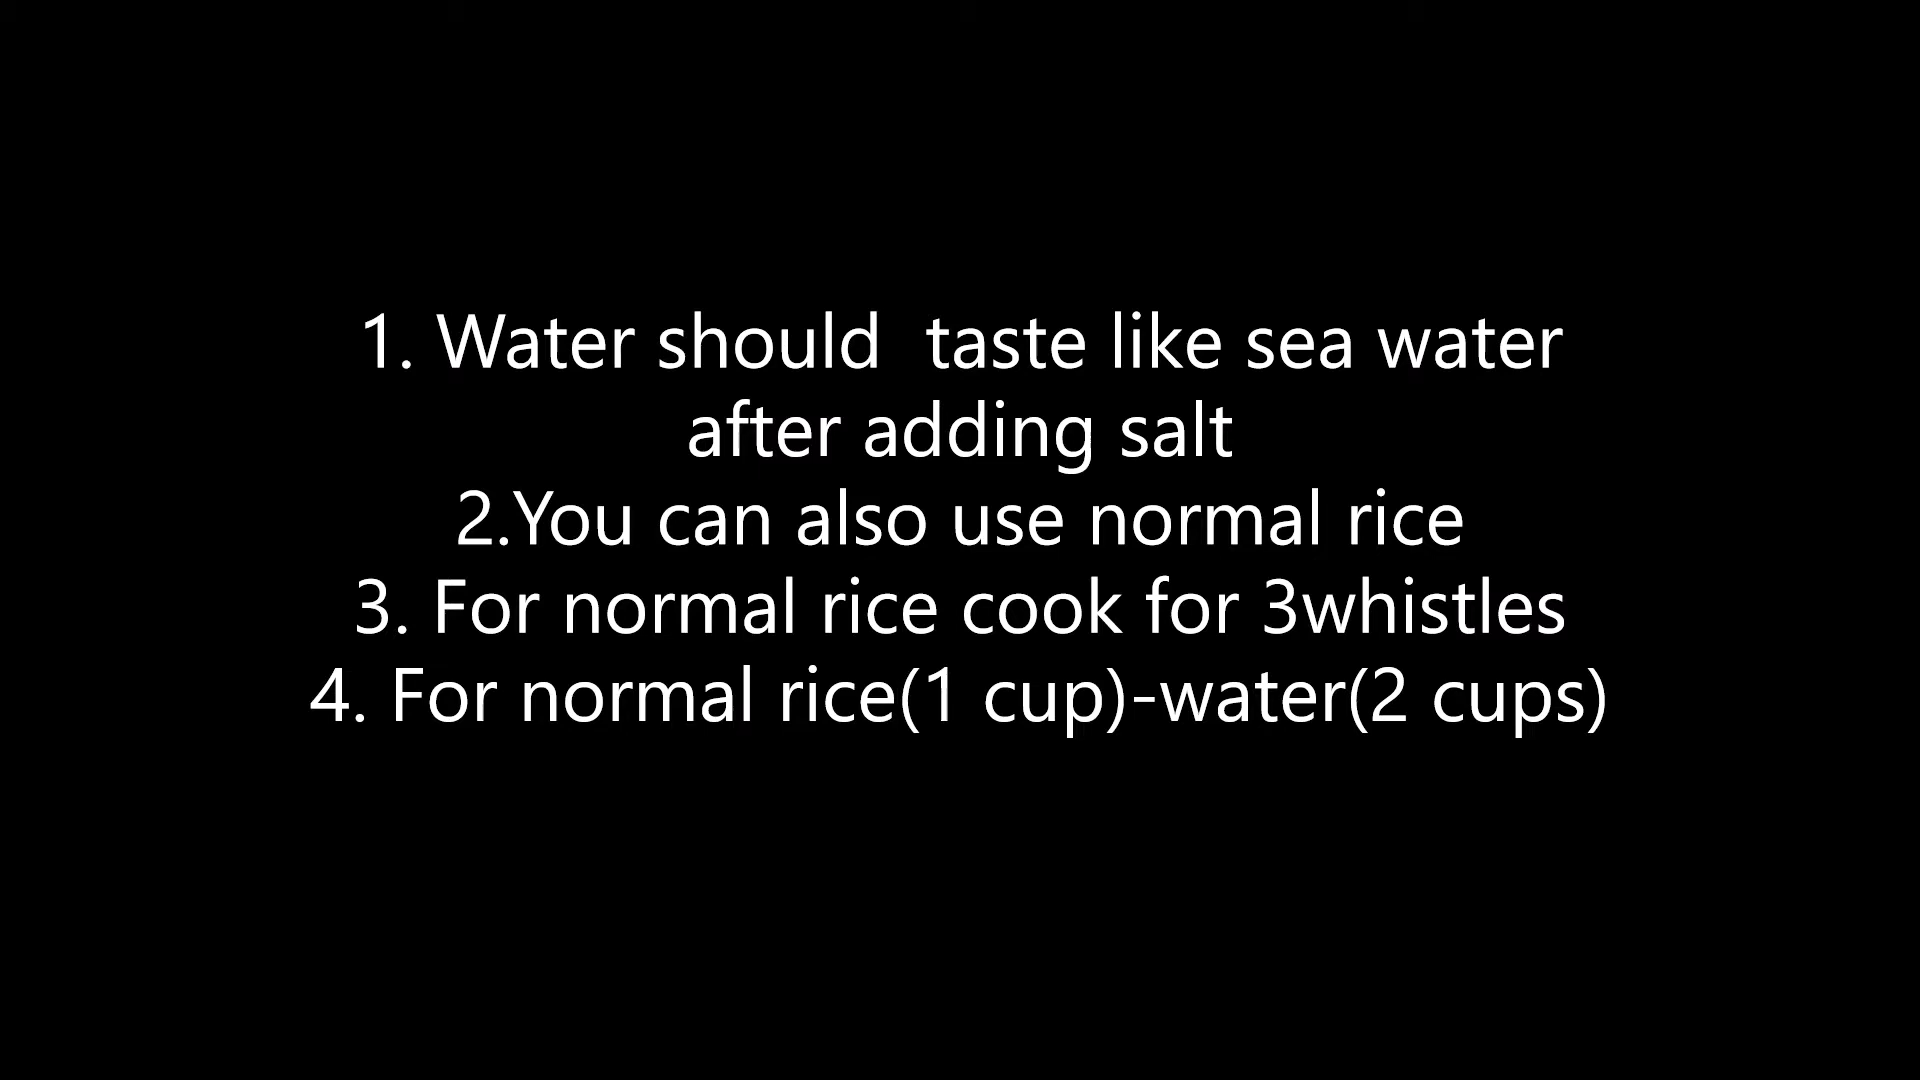 1. Water should  taste like sea water
after adding salt
2.You can also use normal rice
3. For normal rice cook for 3whistles
4. For normal rice(1 cup)-water(2 cups)